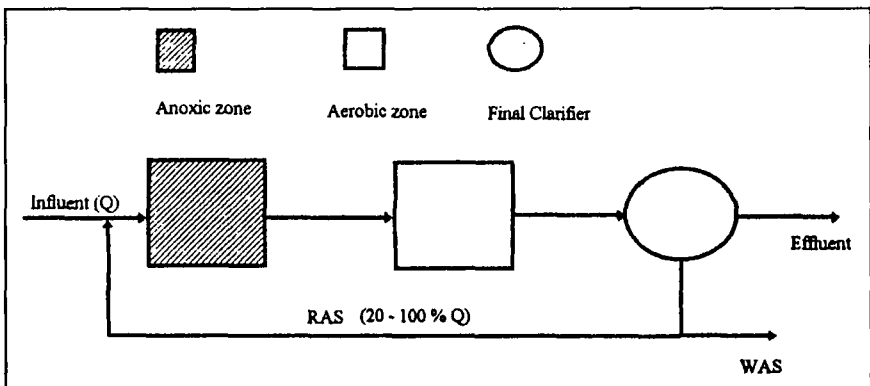 Anoxic zone
Aerobic zone
Final Clarifier
Influent (Q)
Effluent
RAS (20 - 100 % Q)
WAS